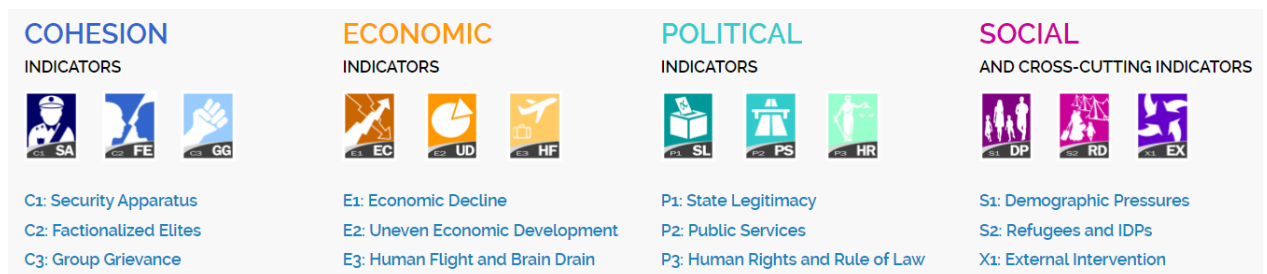 COHESION
INDICATORS
C1 SA
C2 FE
C3 GG
C1: Security Apparatus
C2: Factionalized Elites
C3: Group Grievance
ECONOMIC
INDICATORS
E1 EC
E2 UD
E3 HF
E1: Economic Decline
E2: Uneven Economic Development
E3: Human Flight and Brain Drain
POLITICAL
INDICATORS
P1 SL
P2 PS
P3 HR
P1: State Legitimacy
P2: Public Services
P3: Human Rights and Rule of Law
SOCIAL
AND CROSS-CUTTING INDICATORS
S1 DP
S2 RD
X1 EX
S1: Demographic Pressures
S2: Refugees and IDPs
X1: External Intervention